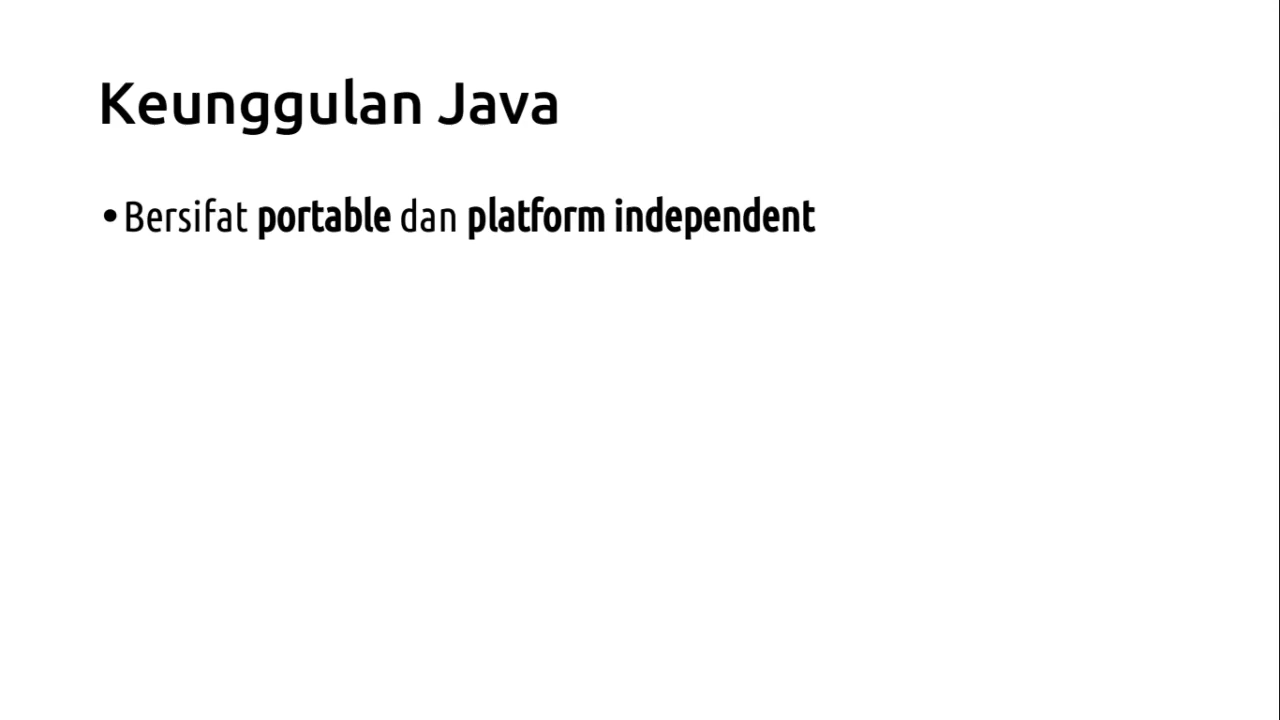 Keunggulan Java
•Bersifat portable dan platform independent